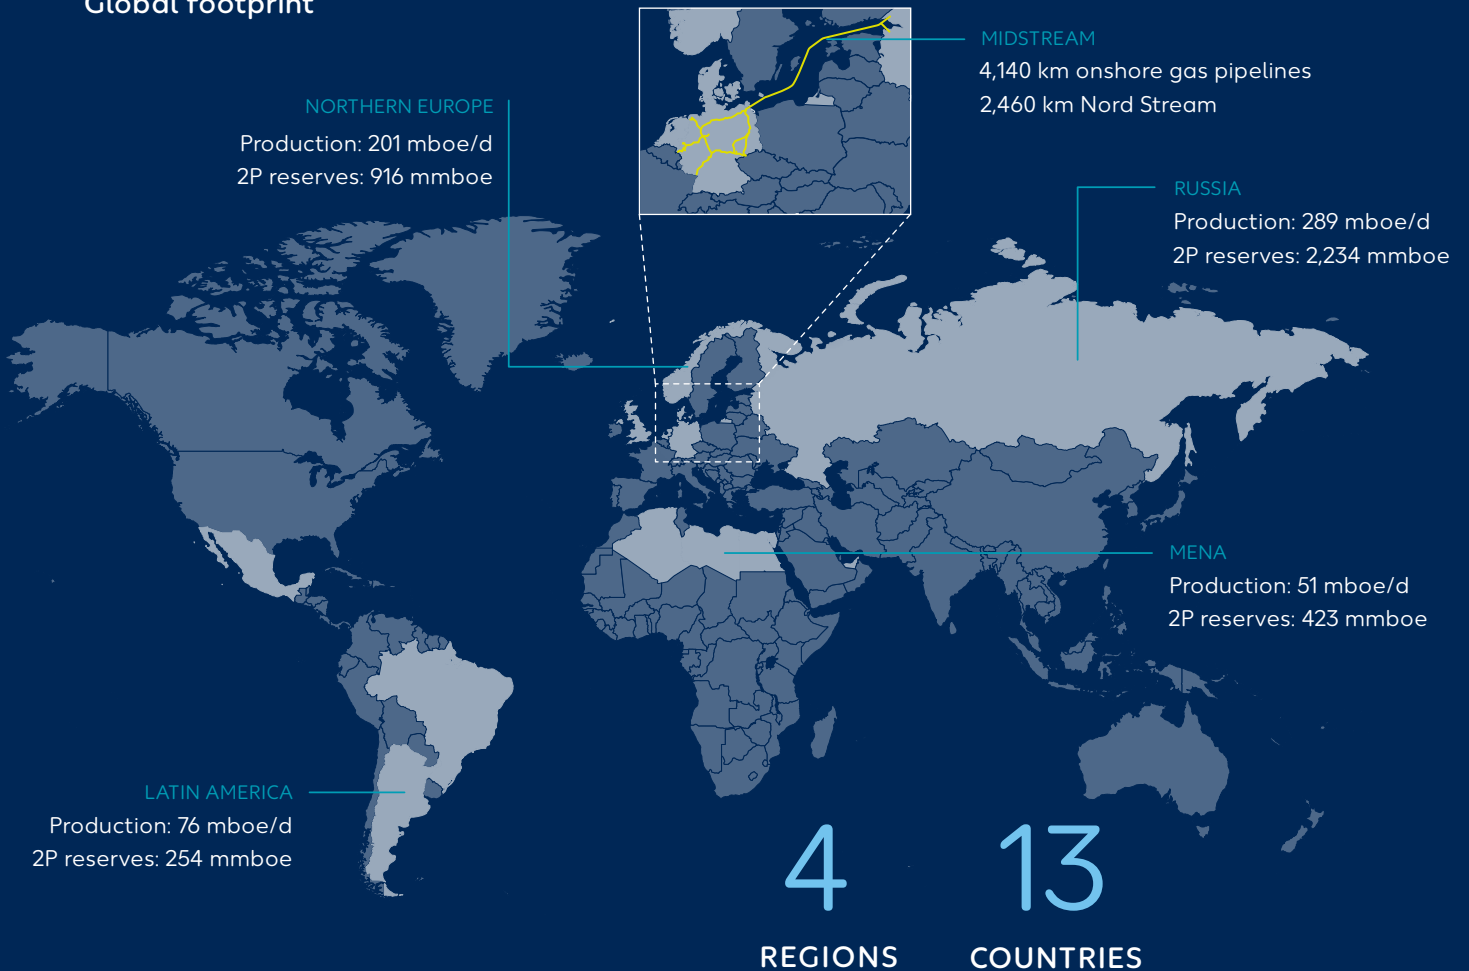 Global footprint
MIDSTREAM
4,140 km onshore gas pipelines
2,460 km Nord Stream
NORTHERN EUROPE
Production: 201 mboe/d
2P reserves: 916 mmboe
RUSSIA
Production: 289 mboe/d
2P reserves: 2,234 mmboe
MENA
Production: 51 mboe/d
2P reserves: 423 mmboe
LATIN AMERICA
Production: 76 mboe/d
2P reserves: 254 mmboe
4
REGIONS
13
COUNTRIES